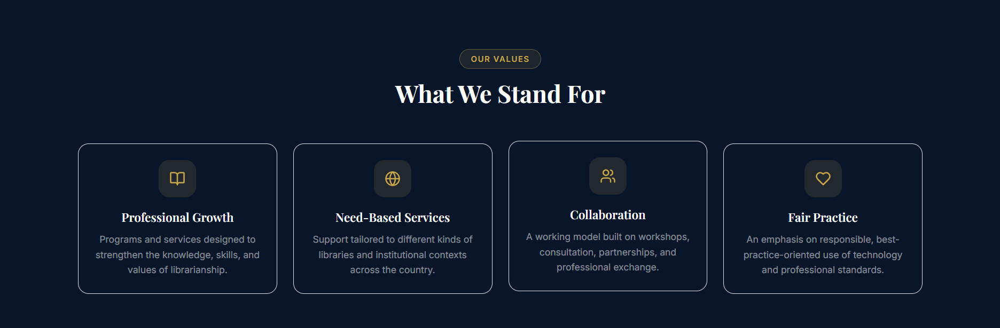 OUR VALUES
What We Stand For
Professional Growth
Programs and services designed to
strengthen the knowledge, skills, and
values of librarianship.
Need-Based Services
Support tailored to different kinds of
libraries and institutional contexts
across the country.
Collaboration
A working model built on workshops,
consultation, partnerships, and
professional exchange.
Fair Practice
An emphasis on responsible, best-
practice-oriented use of technology
and professional standards.